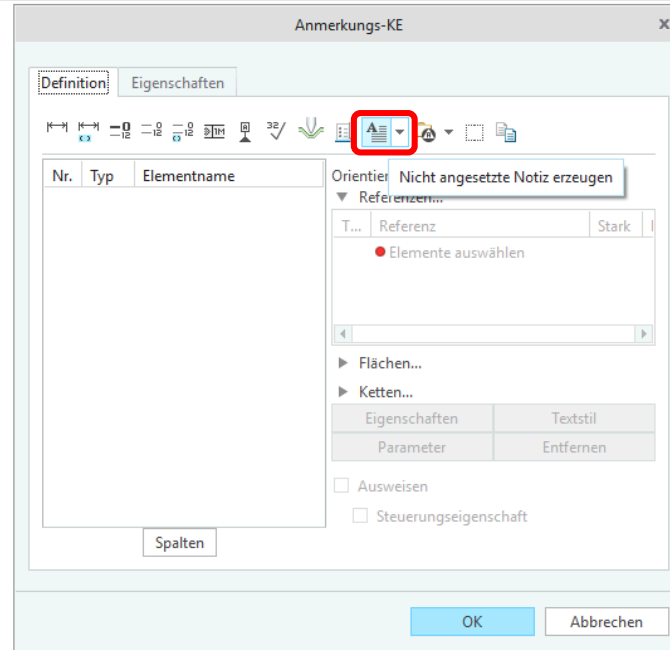 Anmerkungs-KE
x
Definition Eigenschaften
Nr. Typ Elementname
Orientier
Nicht angesetzte Notiz erzeugen
Referenzen...
T... Referenz Stark
Elemente auswählen
Flächen...
Ketten...
Eigenschaften Textstil
Parameter Entfernen
Ausweisen
Steuerungseigenschaft
Spalten
OK Abbrechen